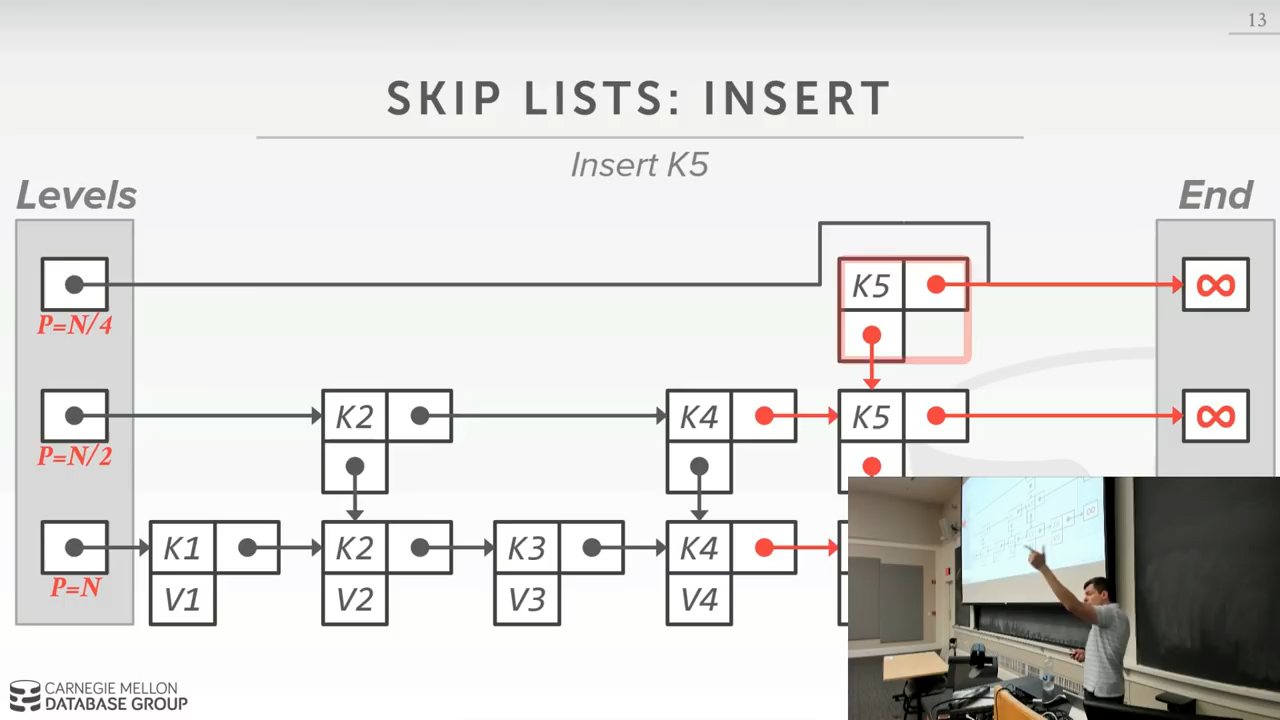 13
SKIP LISTS: INSERT
Insert K5
Levels
End
K5
∞
P=N/4
K2
K4
K5
∞
P=N/2
K1
K2
K3
K4
P=N
V1
V2
V3
V4
CARNEGIE MELLON
DATABASE GROUP